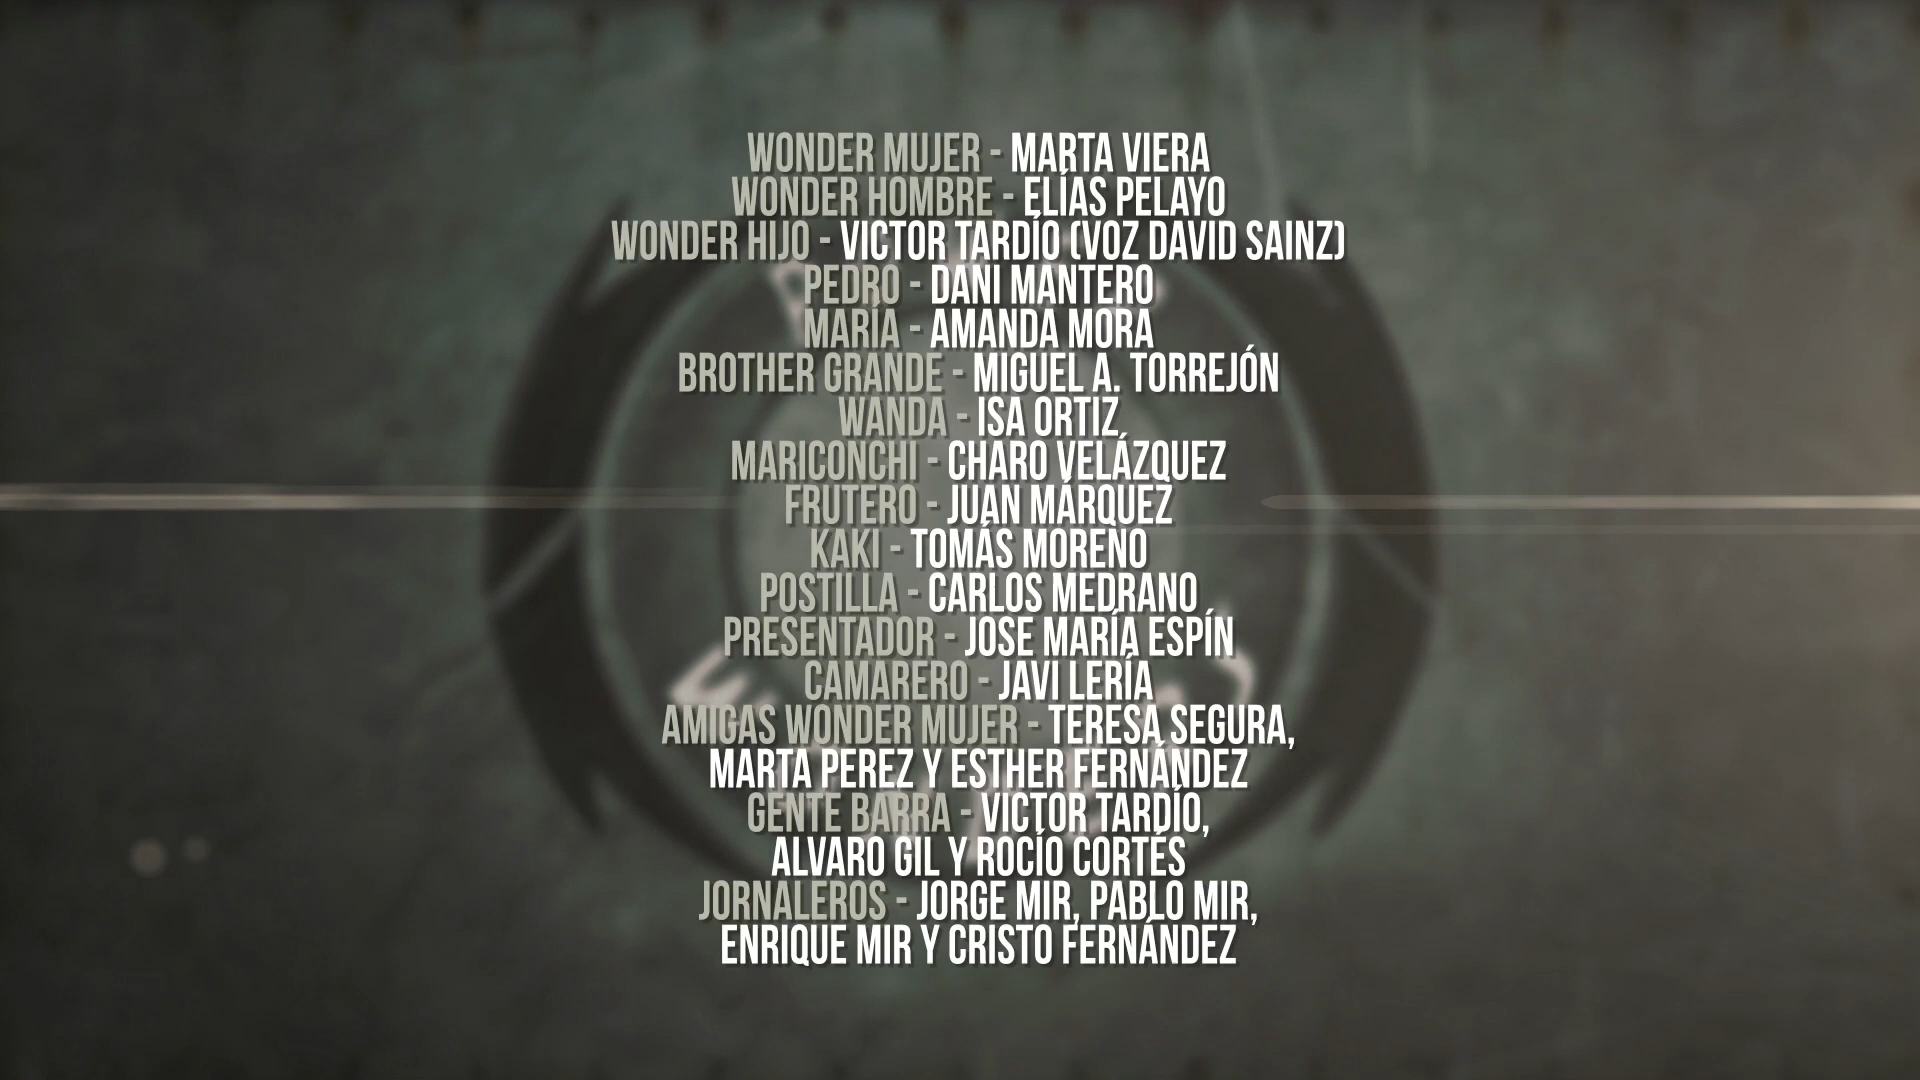 WONDER MUJER - MARTA VIERA
WONDER HOMBRE - ELÍAS PELAYO
WONDER HIJO - VICTOR TARDÍO (VOZ DAVID SAINZ)
PEDRO - DANI MANTERO
MARÍA - AMANDA MORA
BROTHER GRANDE - MIGUEL A. TORREJÓN
WANDA - ISA ORTIZ
MARICONCHI - CHARO VELÁZQUEZ
FRUTERO - JUAN MÁRQUEZ
KAKI - TOMÁS MORENO
POSTILLA - CARLOS MEDRANO
PRESENTADOR - JOSE MARÍA ESPÍN
CAMARERO - JAVI LERÍA
AMIGAS WONDER MUJER - TERESA SEGURA,
MARTA PEREZ Y ESTHER FERNÁNDEZ
GENTE BARRA - VICTOR TARDÍO,
ALVARO GIL Y ROCÍO CORTÉS
JORNALEROS - JORGE MIR, PABLO MIR,
ENRIQUE MIR Y CRISTO FERNÁNDEZ